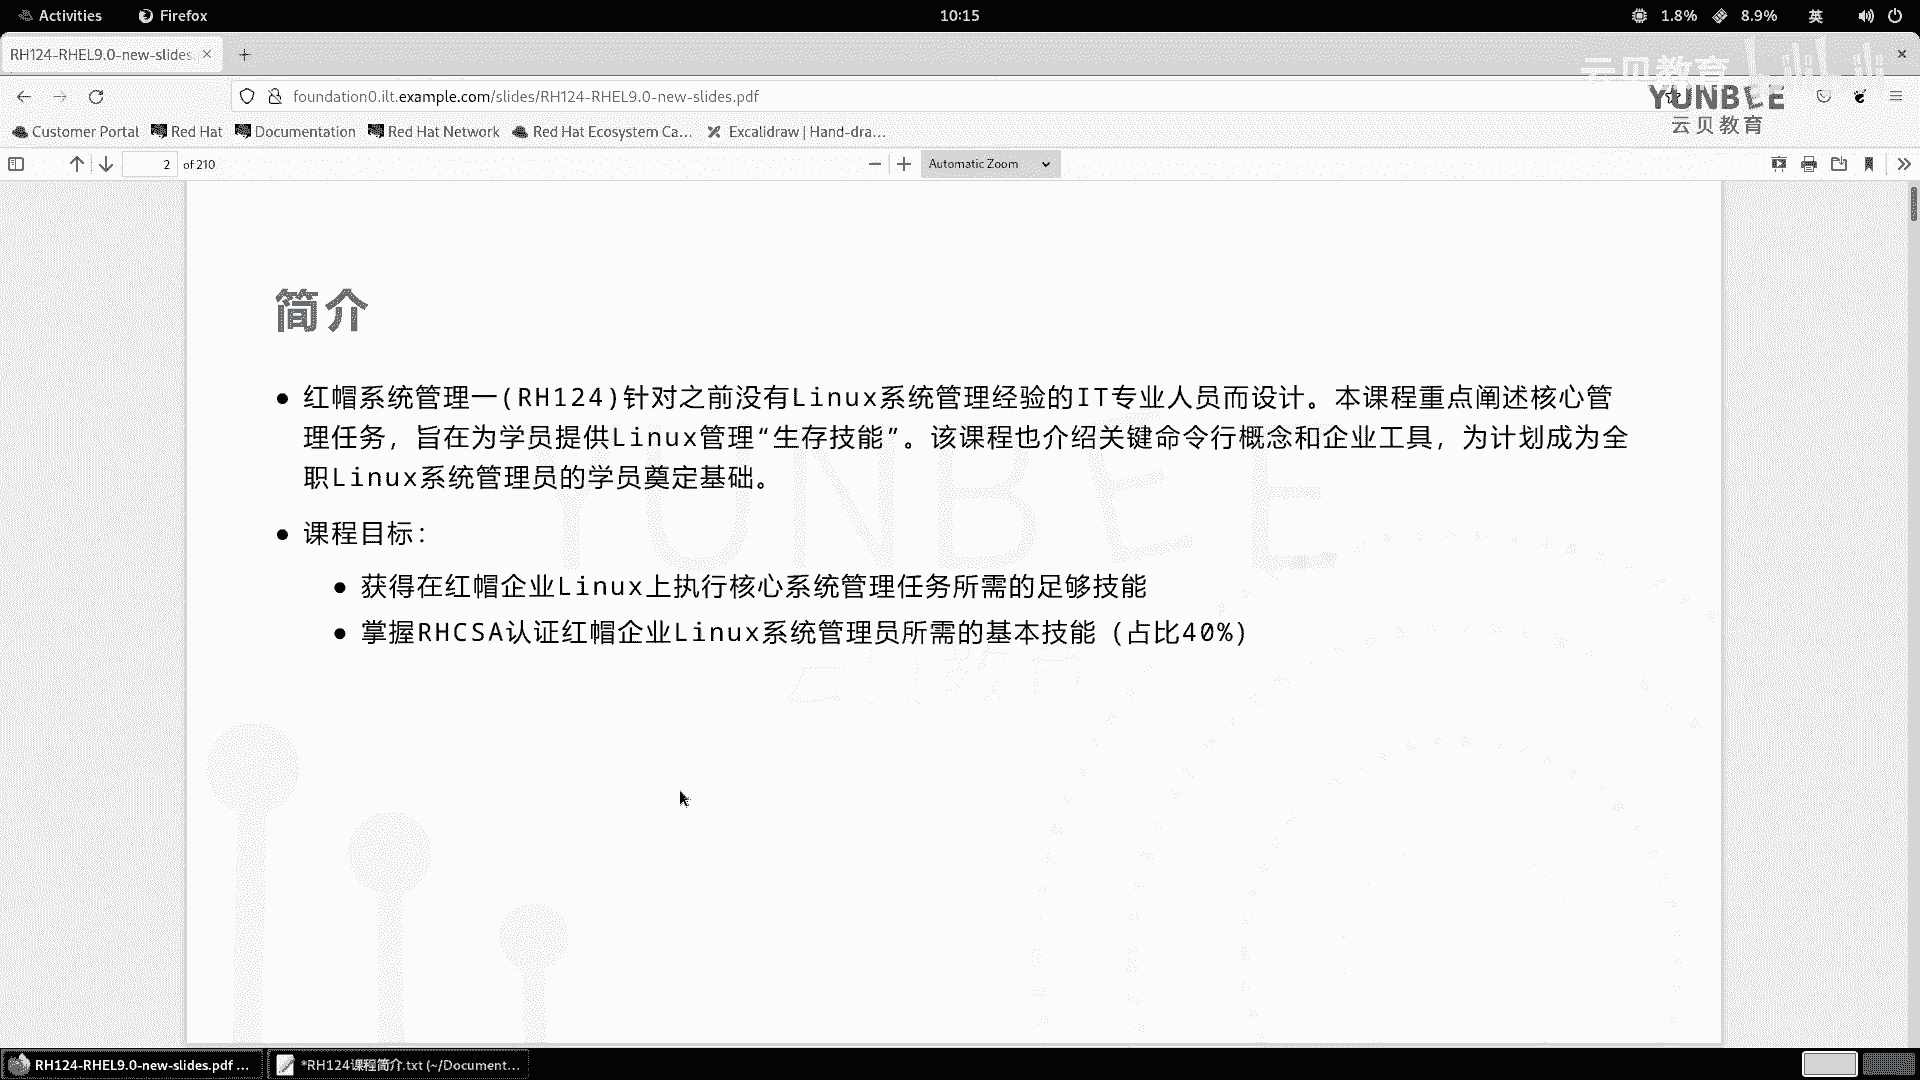 Activities
Firefox
10:15
1.8%
8.9%
英
RH124-RHEL9.0-new-slides.
foundation0.ilt.example.com/slides/RH124-RHEL9.0-new-slides.pdf
云贝教育
YUNBEE
云贝教育
Customer Portal
Red Hat
Documentation
Red Hat Network
Red Hat Ecosystem Ca…
Excalidraw | Hand-dra…
2
of 210
Automatic Zoom
简介
● 红帽系统管理一(RH124)针对之前没有Linux系统管理经验的IT专业人员而设计。本课程重点阐述核心管
理任务，旨在为学员提供Linux管理“生存技能”。该课程也介绍关键命令行概念和企业工具，为计划成为全
职Linux系统管理员的学员奠定基础。
● 课程目标：
● 获得在红帽企业Linux上执行核心系统管理任务所需的足够技能
● 掌握RHCSA认证红帽企业Linux系统管理员所需的基本技能（占比40%）
YUNBEE
RH124-RHEL9.0-new-slides.pdf ...
*RH124课程简介.txt (~/Document...